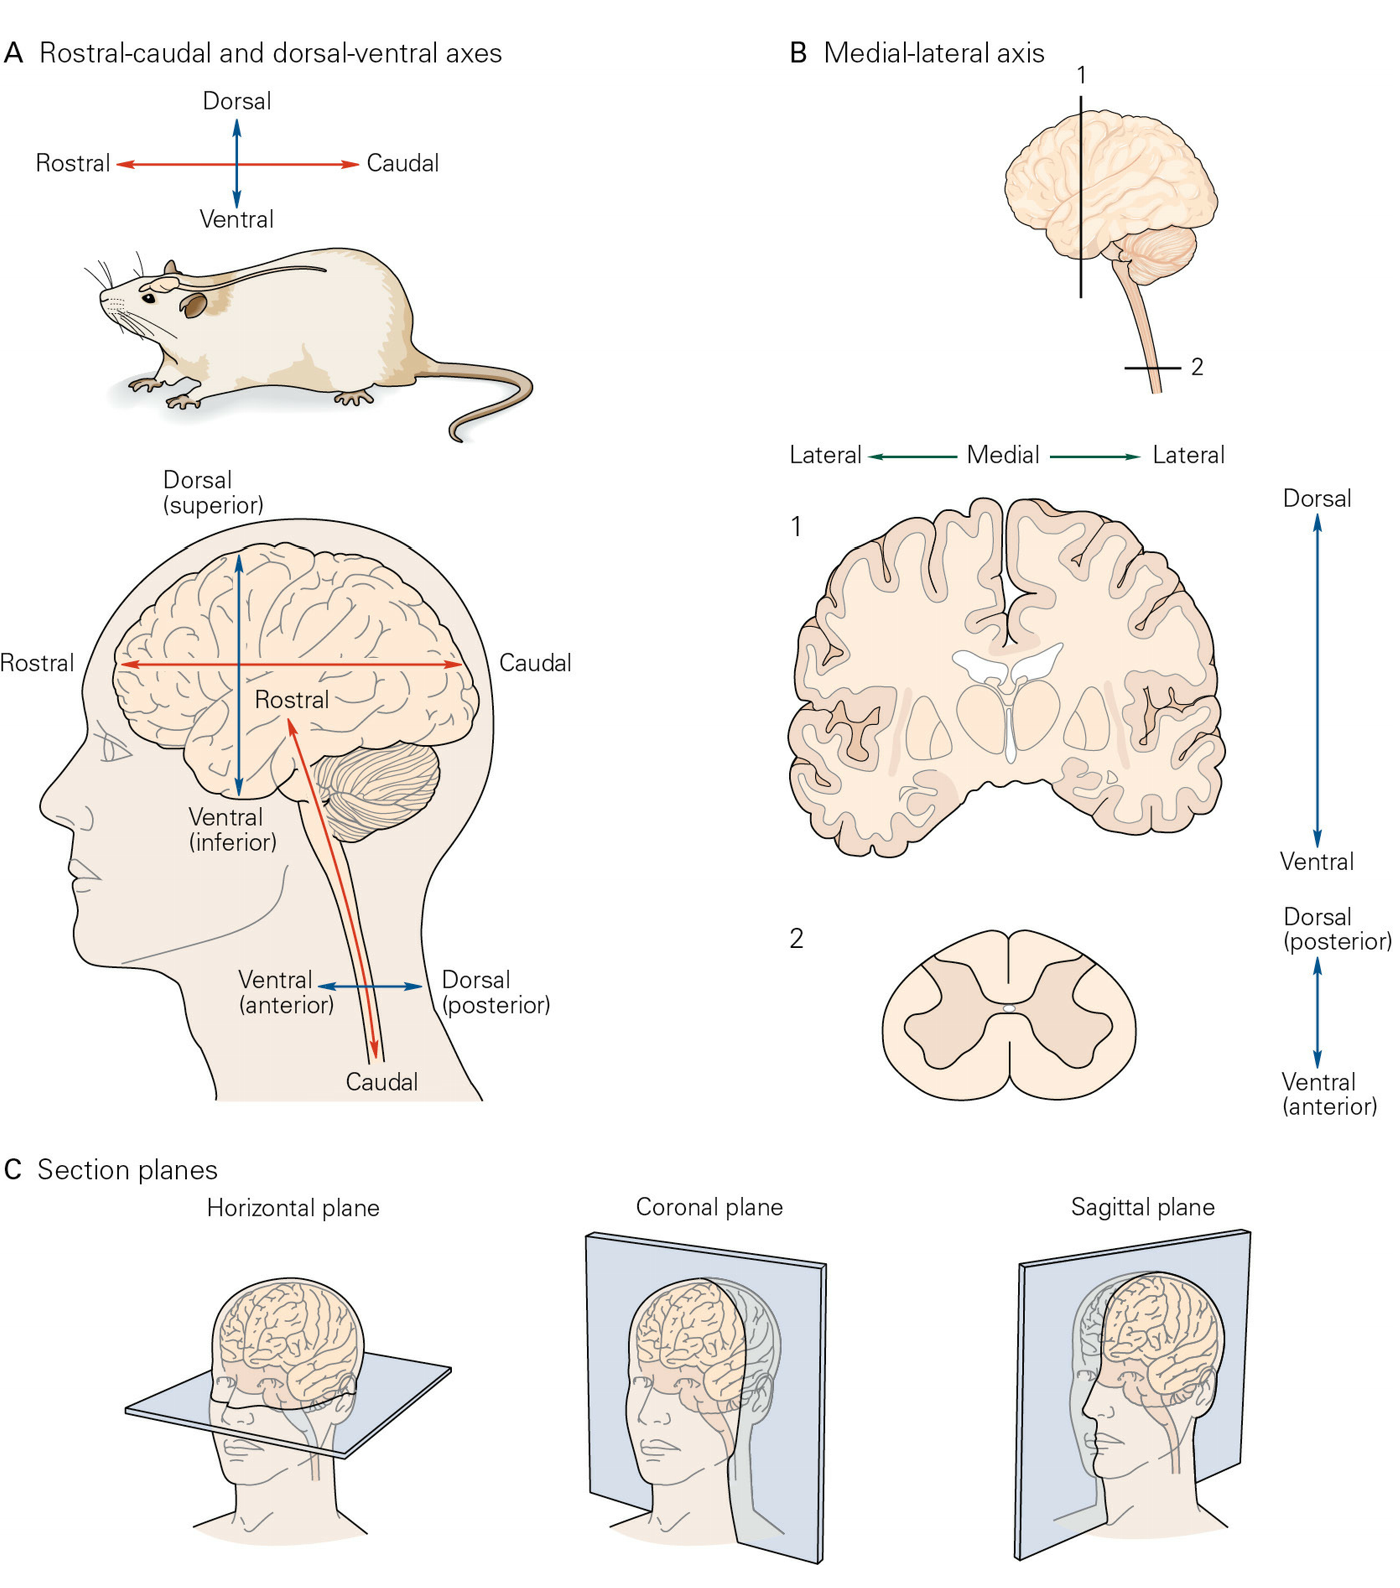 A Rostral-caudal and dorsal-ventral axes
Dorsal
Rostral
Caudal
Ventral
Dorsal
(superior)
Rostral
Caudal
Rostral
Ventral
(inferior)
Ventral
(anterior)
Dorsal
(posterior)
Caudal
B Medial-lateral axis
1
2
Lateral
Medial
Lateral
1
Dorsal
Ventral
2
Dorsal
(posterior)
Ventral
(anterior)
C Section planes
Horizontal plane
Coronal plane
Sagittal plane